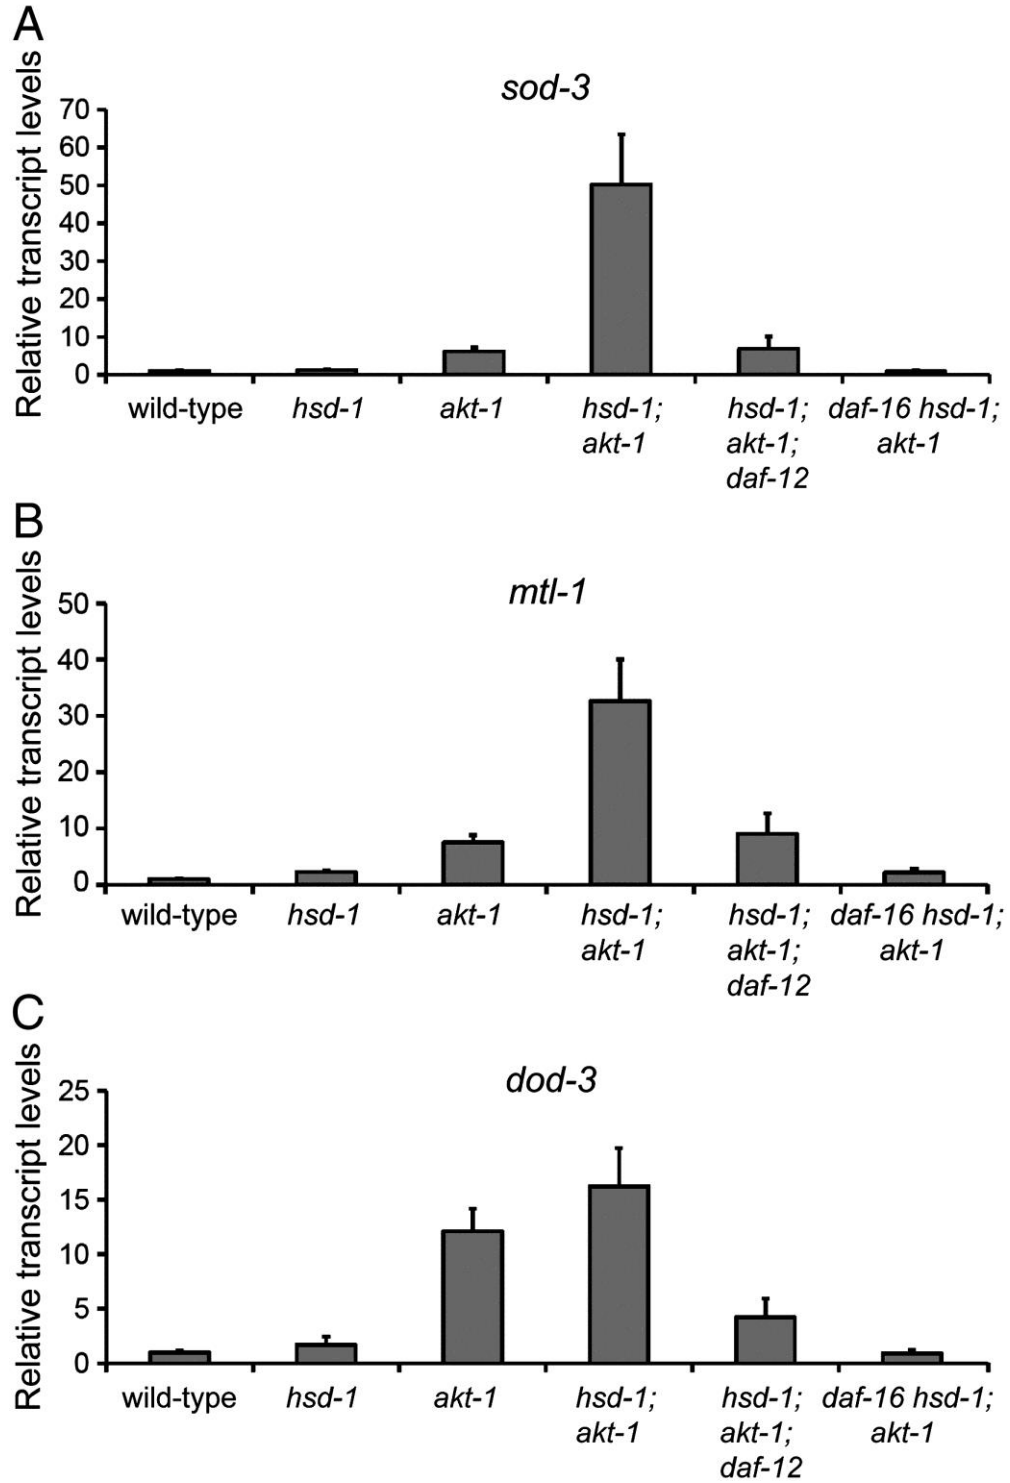 A
Relative transcript levels
sod-3
70
60
50
40
30
20
10
0
wild-type
hsd-1
akt-1
hsd-1;
akt-1
hsd-1;
akt-1;
daf-12
daf-16 hsd-1;
akt-1
B
Relative transcript levels
mtl-1
50
40
30
20
10
0
wild-type
hsd-1
akt-1
hsd-1;
akt-1
hsd-1;
akt-1;
daf-12
daf-16 hsd-1;
akt-1
C
Relative transcript levels
dod-3
25
20
15
10
5
0
wild-type
hsd-1
akt-1
hsd-1;
akt-1
hsd-1;
akt-1;
daf-12
daf-16 hsd-1;
akt-1